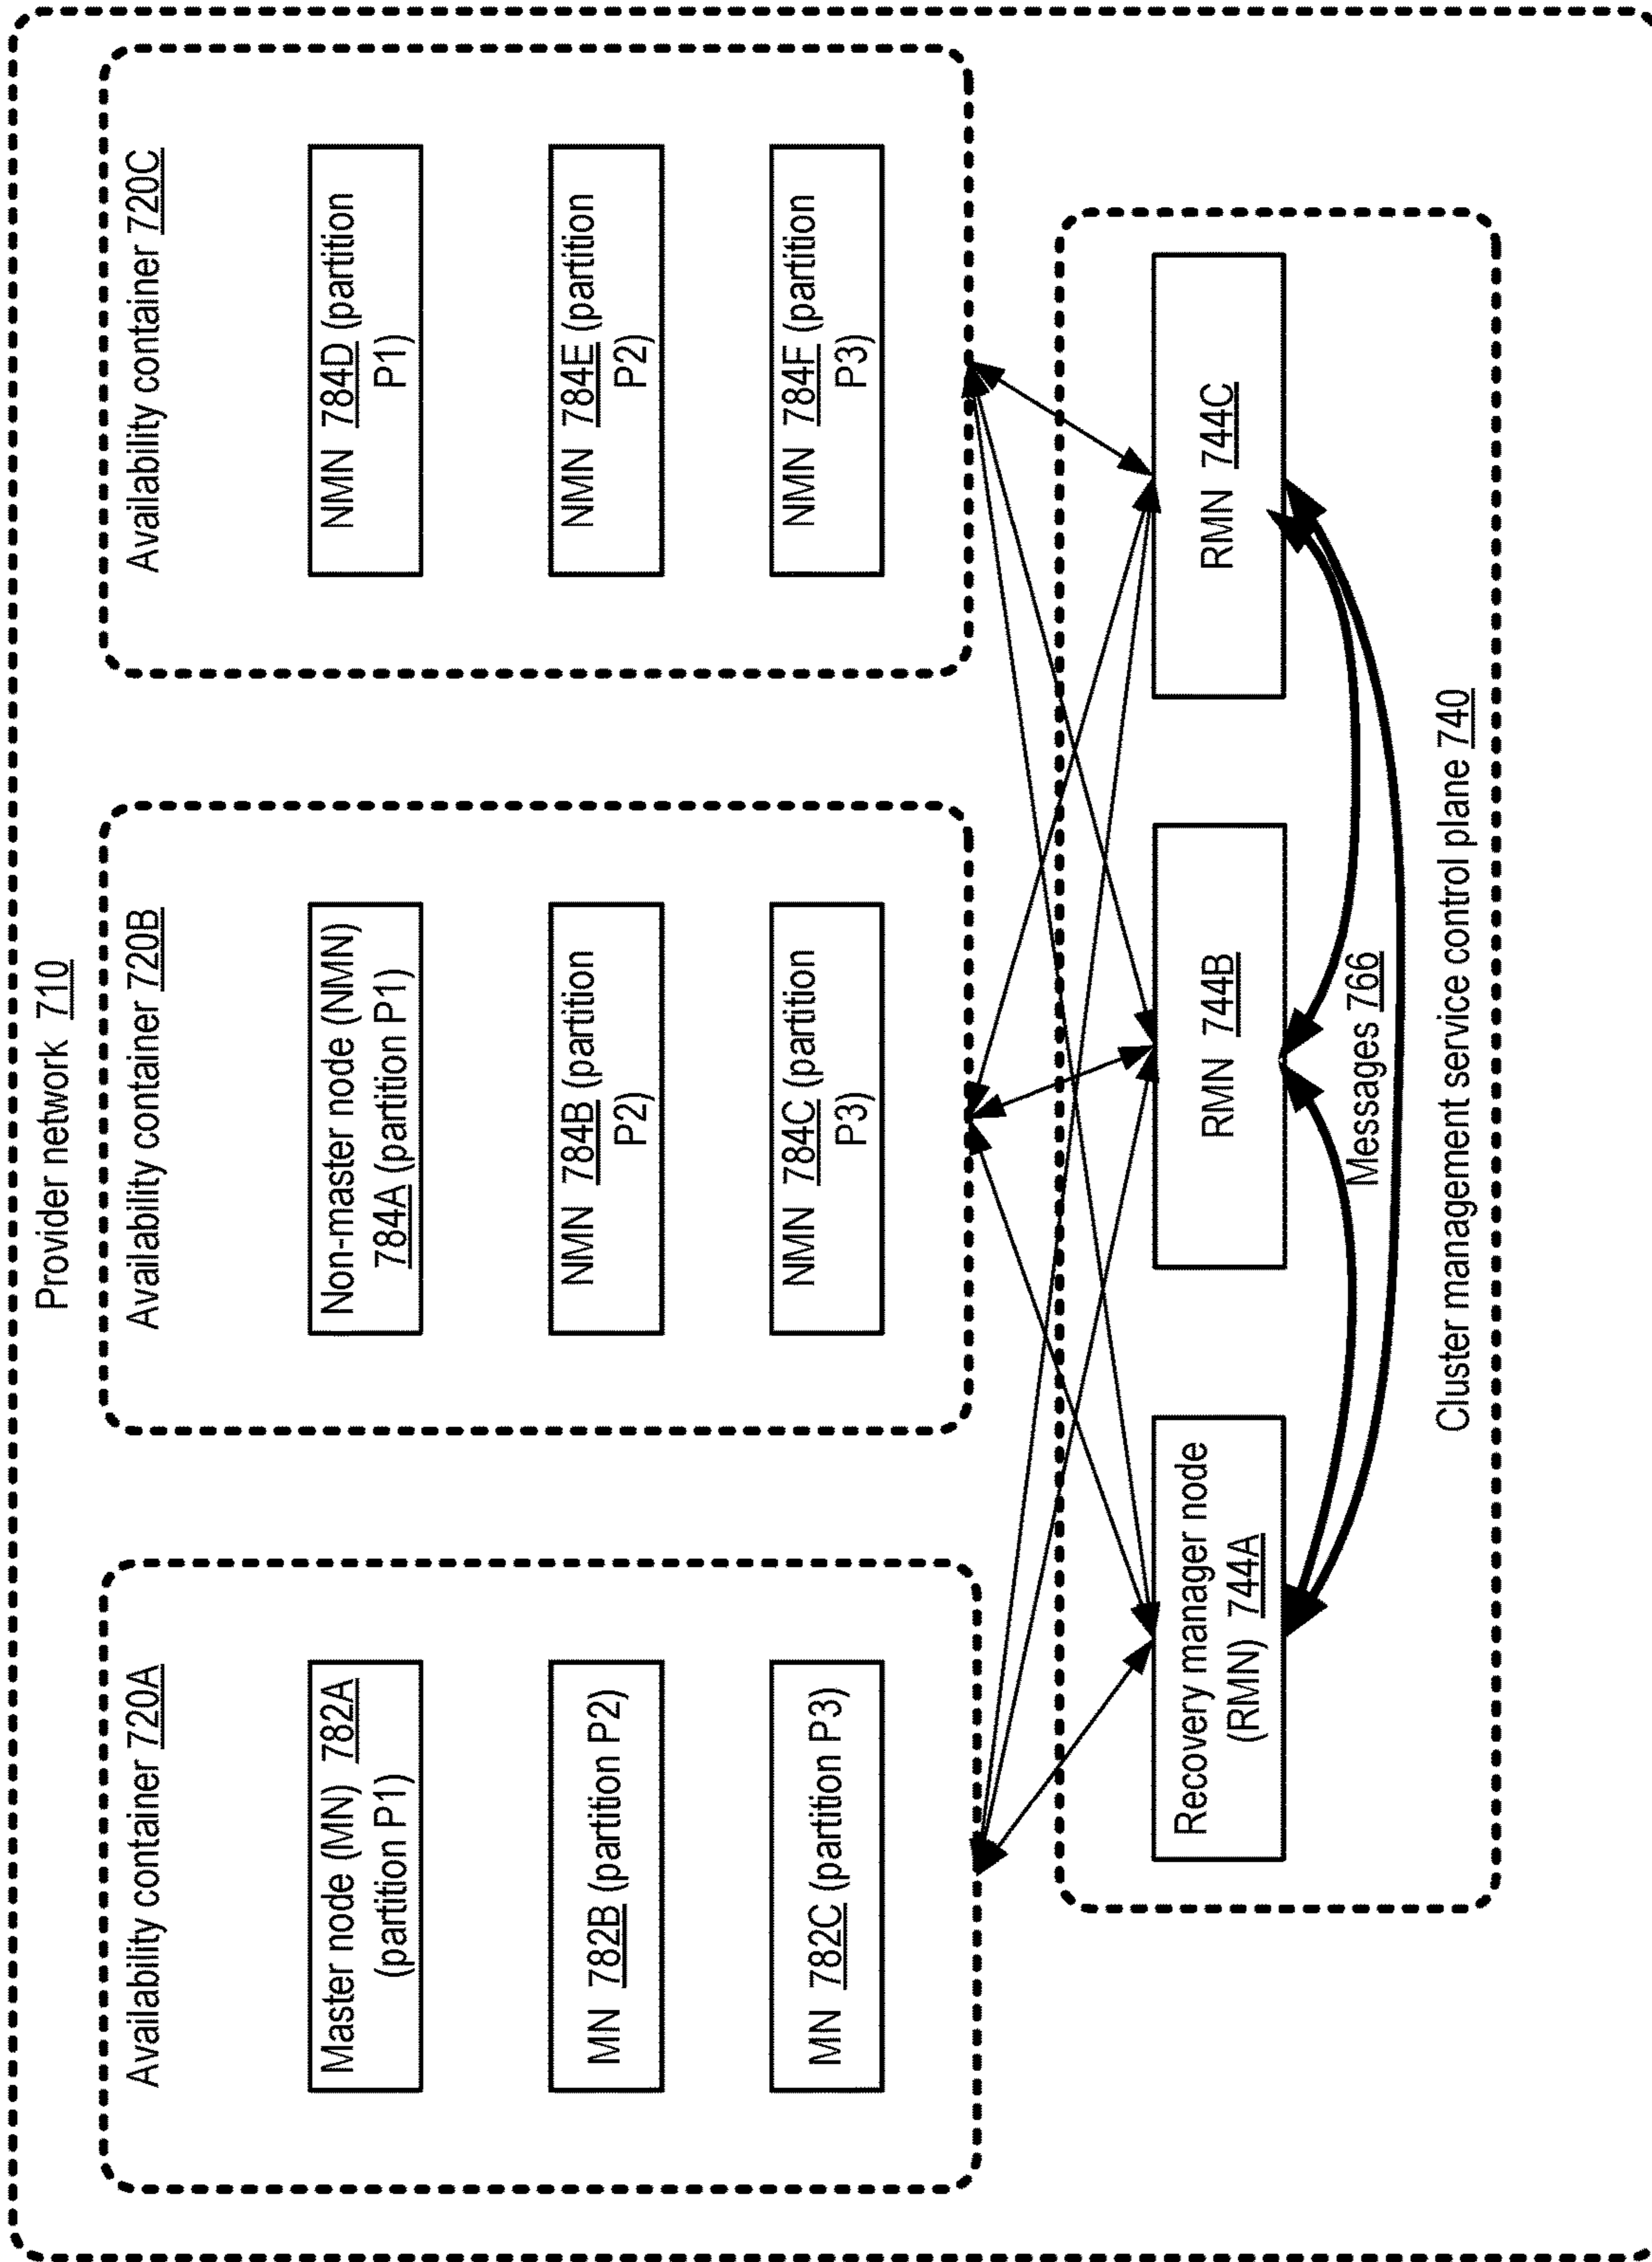 Provider network 710
Availability container 720A
Master node (MN) 782A
(partition P1)
MN 782B (partition P2)
MN 782C (partition P3)
Availability container 720B
Non-master node (NMN)
784A (partition P1)
NMN 784B (partition
P2)
NMN 784C (partition
P3)
Availability container 720C
NMN 784D (partition
P1)
NMN 784E (partition
P2)
NMN 784F (partition
P3)
Recovery manager node
(RMN) 744A
RMN 744B
RMN 744C
Messages 766
Cluster management service control plane 740